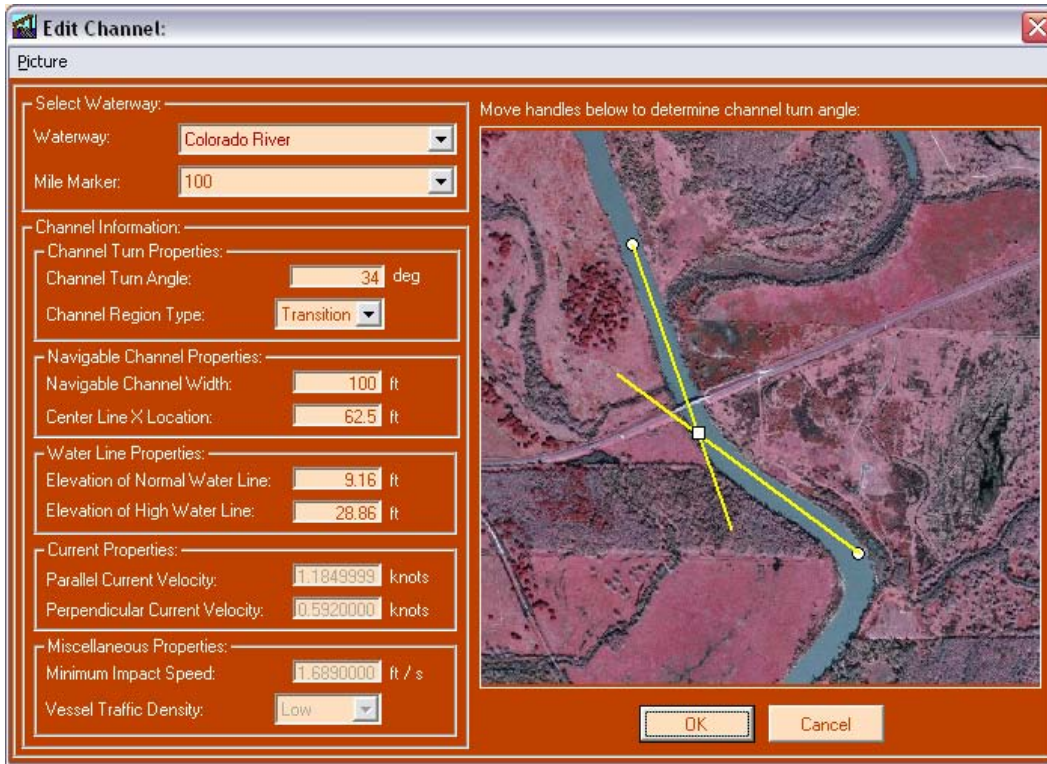 Edit Channel:
Picture
Select Waterway:
Waterway: Colorado River
Mile Marker: 100
Channel Information:
Channel Turn Properties:
Channel Turn Angle: 34 deg
Channel Region Type: Transition
Navigable Channel Properties:
Navigable Channel Width: 100 ft
Center Line X Location: 62.5 ft
Water Line Properties:
Elevation of Normal Water Line: 9.16 ft
Elevation of High Water Line: 28.86 ft
Current Properties:
Parallel Current Velocity: 1.1849999 knots
Perpendicular Current Velocity: 0.5920000 knots
Miscellaneous Properties:
Minimum Impact Speed: 1.6890000 ft / s
Vessel Traffic Density: Low
Move handles below to determine channel turn angle:
OK Cancel